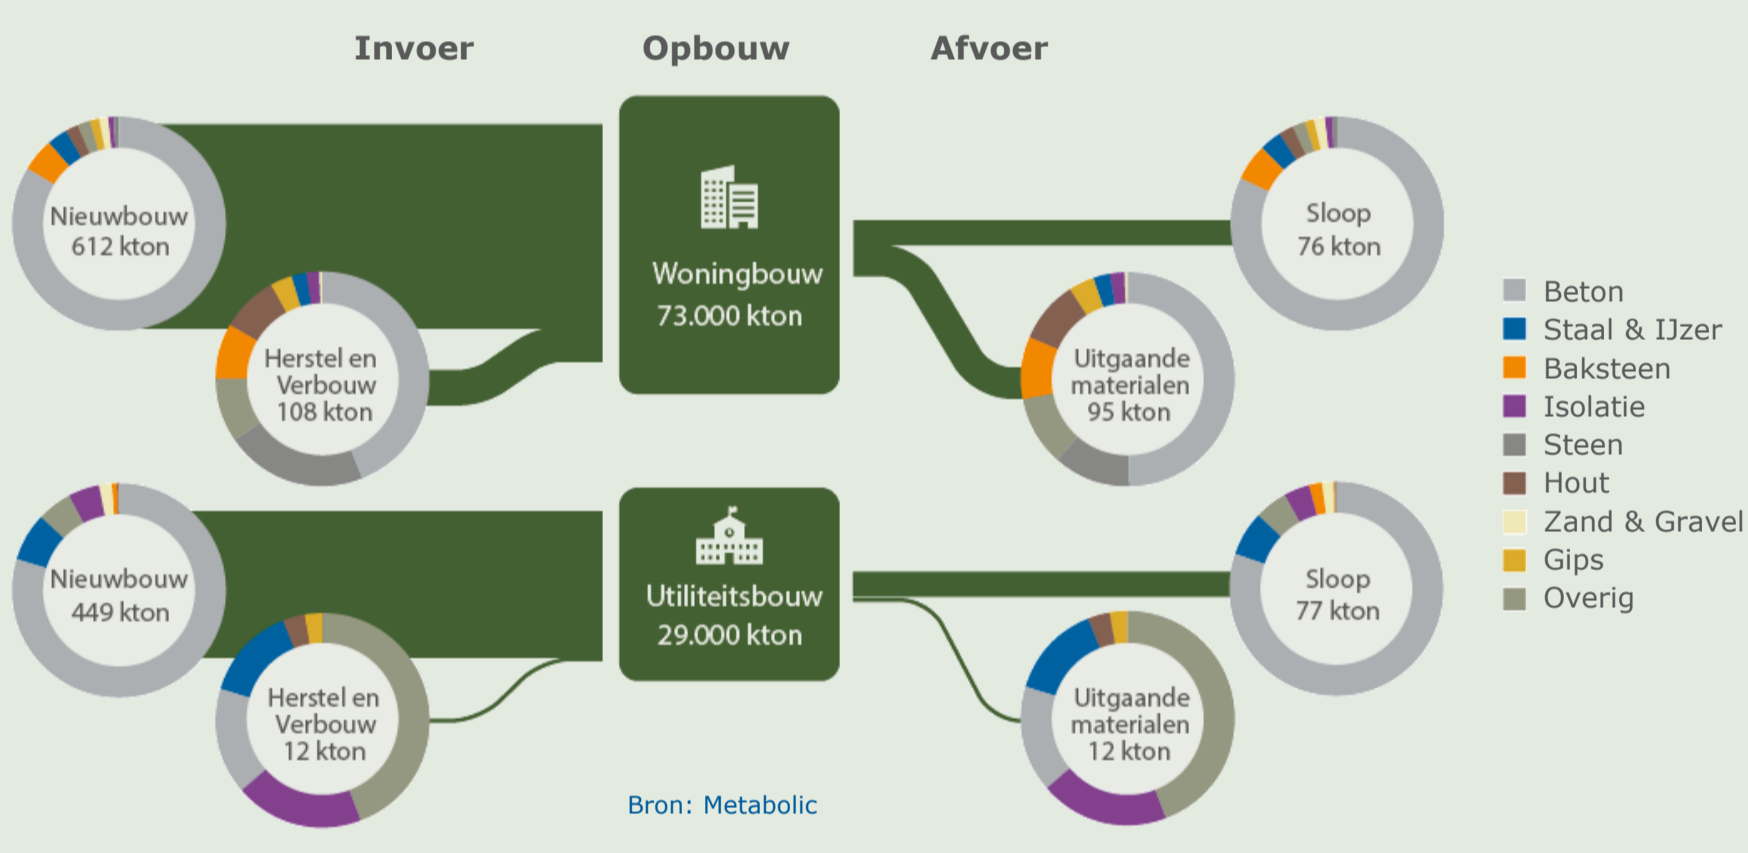 Invoer
Opbouw
Afvoer
Nieuwbouw
612 kton
Herstel en
Verbouw
108 kton
Woningbouw
73.000 kton
Sloop
76 kton
Uitgaande
materialen
95 kton
Nieuwbouw
449 kton
Herstel en
Verbouw
12 kton
Utiliteitsbouw
29.000 kton
Sloop
77 kton
Uitgaande
materialen
12 kton
Beton
Staal & IJzer
Baksteen
Isolatie
Steen
Hout
Zand & Gravel
Gips
Overig
Bron: Metabolic